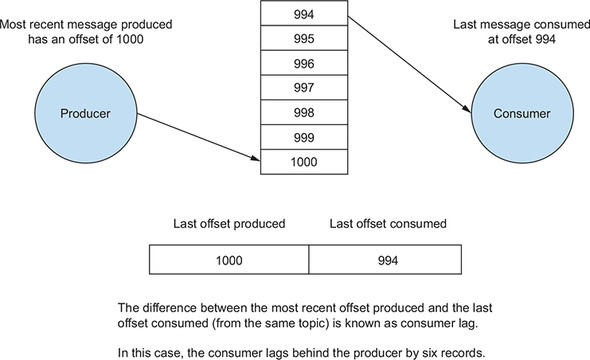 Most recent message produced
has an offset of 1000
Producer
994
995
996
997
998
999
1000
Last message consumed
at offset 994
Consumer
Last offset produced
Last offset consumed
1000
994
The difference between the most recent offset produced and the last
offset consumed (from the same topic) is known as consumer lag.
In this case, the consumer lags behind the producer by six records.